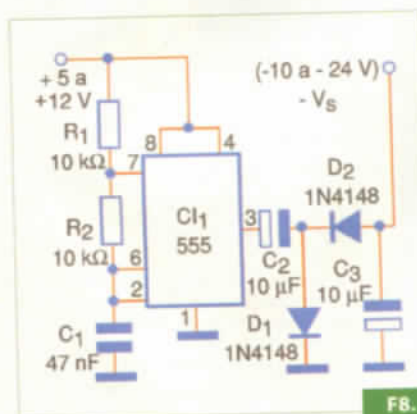 + 5 a
+12 V
(-10 a - 24 V)
- VS
R1
10 kΩ
8
4
7
D2
1N4148
R2
10 kΩ
CI1
555
3
6
2
C2
10 µF
C3
10 µF
1
D1
1N4148
C1
47 nF
F8.